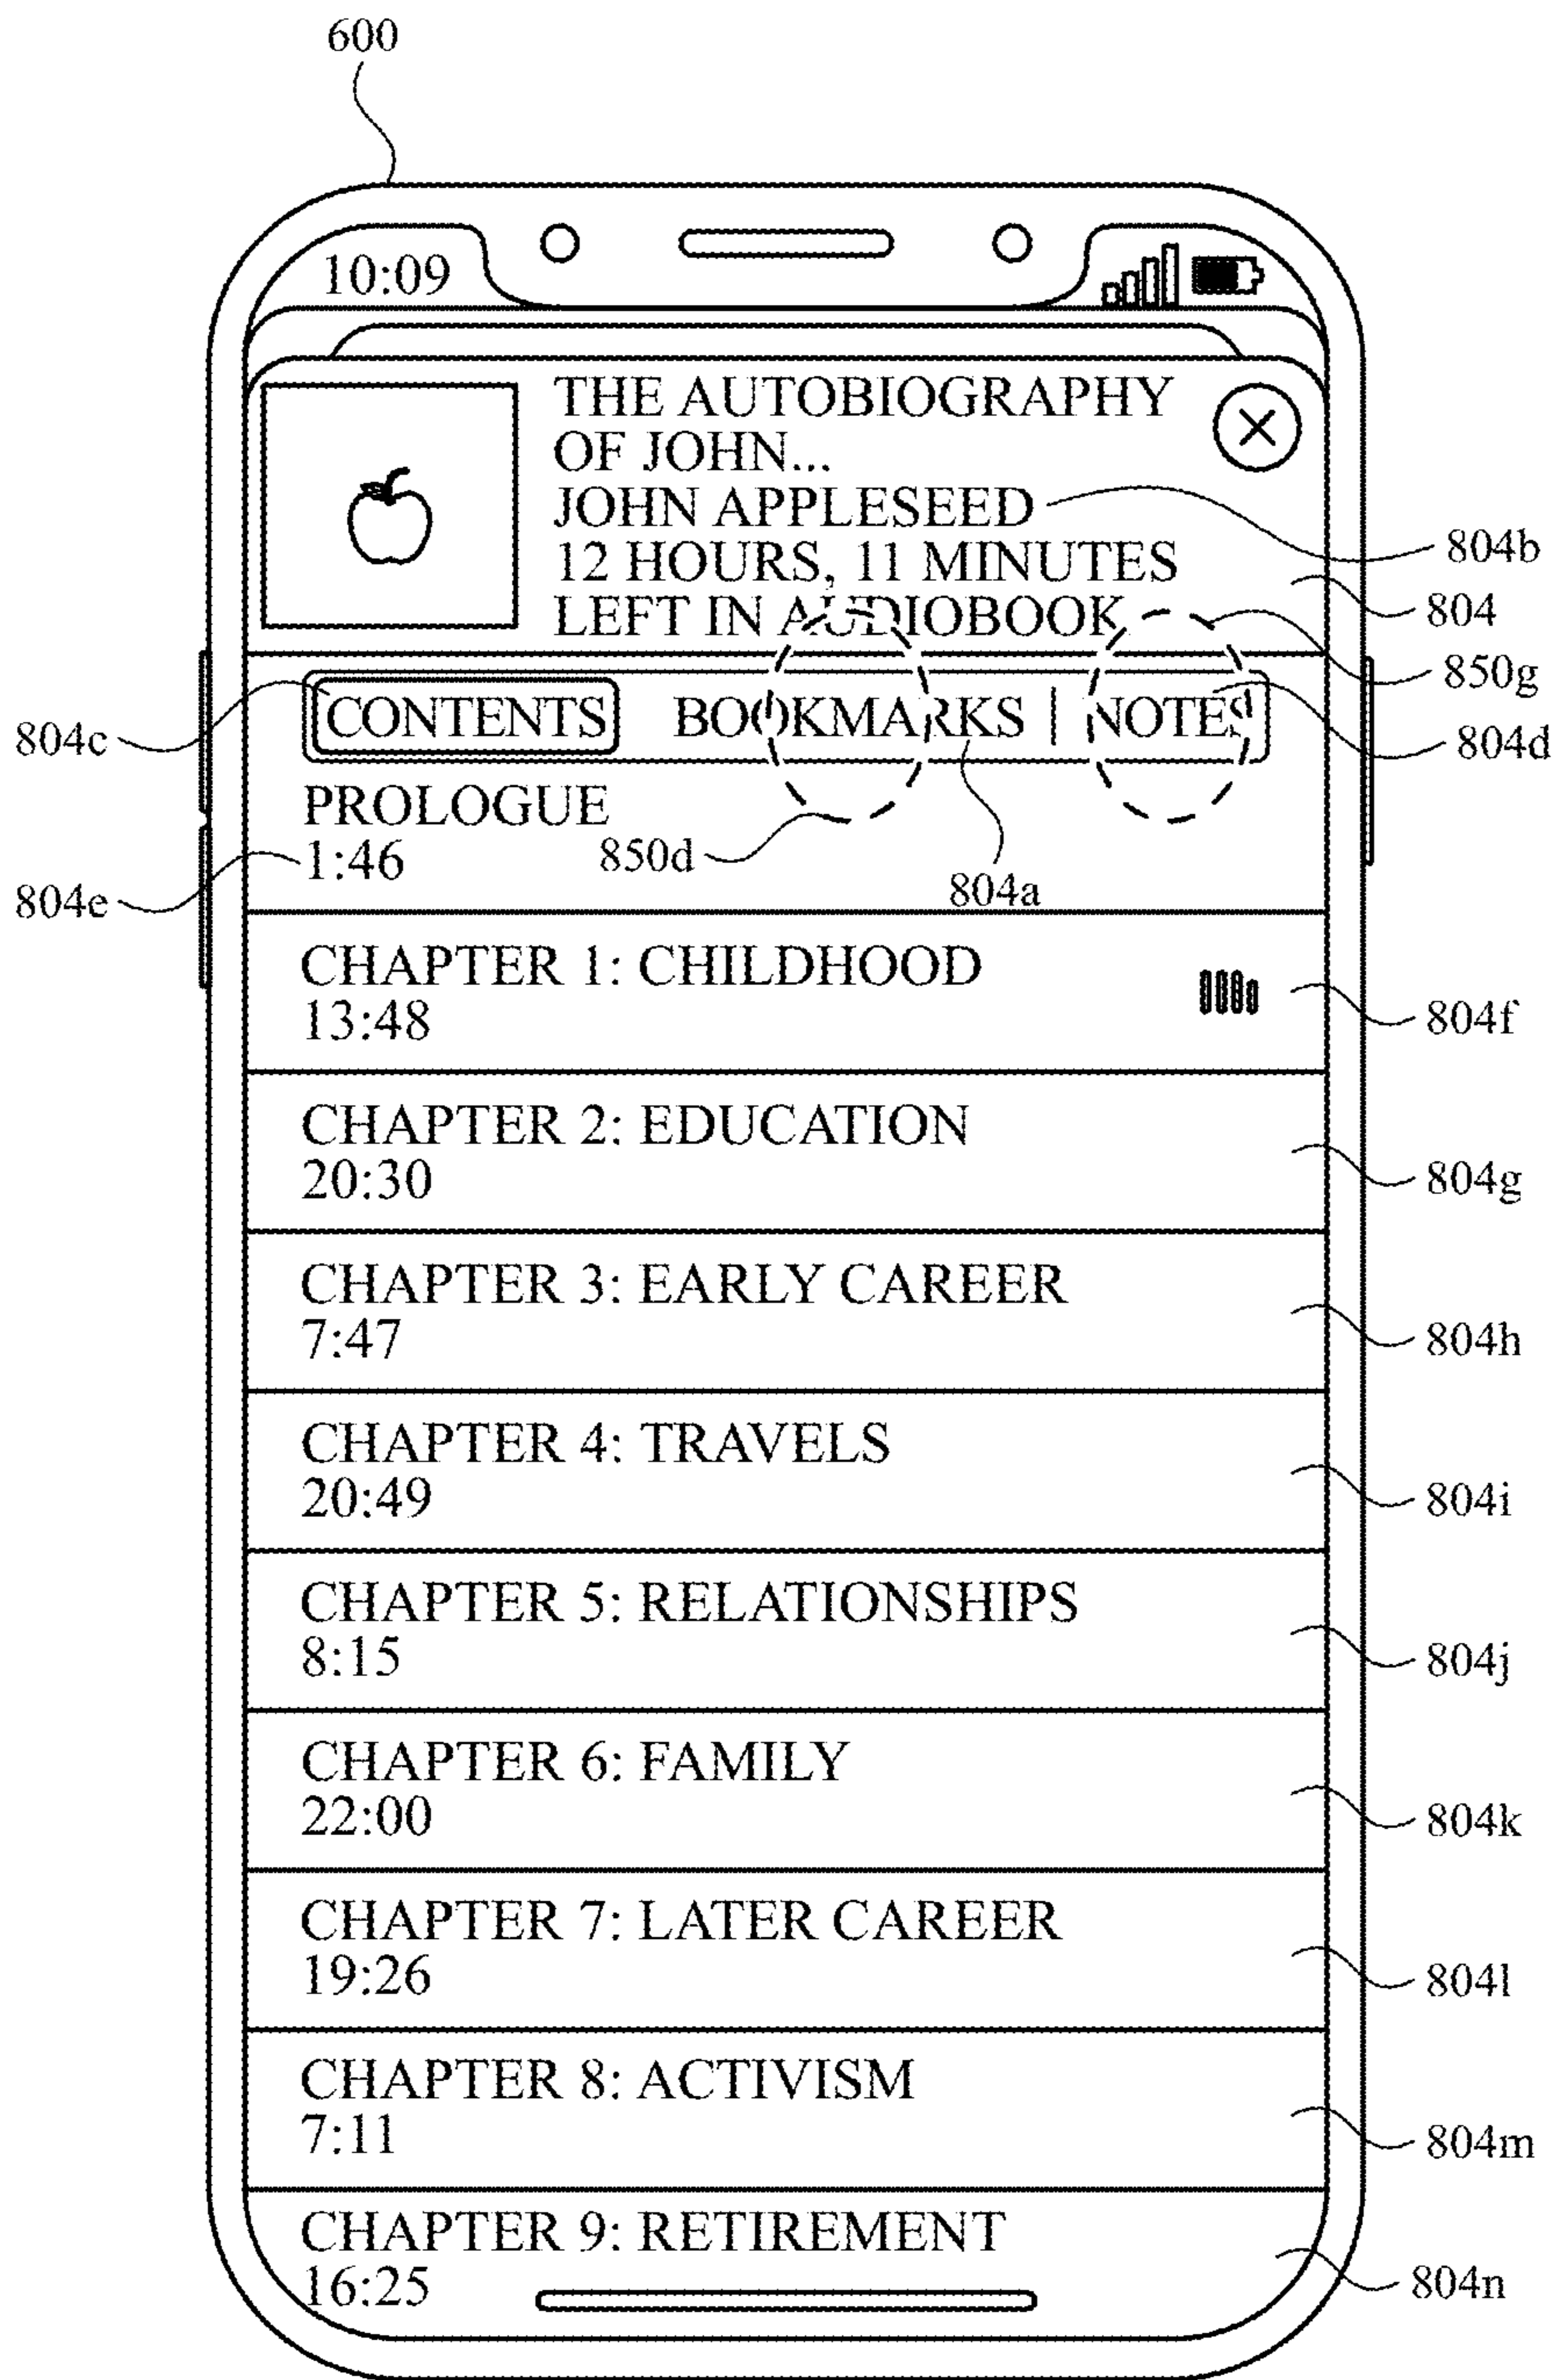 600
10:09
THE AUTOBIOGRAPHY
OF JOHN...
JOHN APPLESEED
12 HOURS, 11 MINUTES
LEFT IN AUDIOBOOK
804b
804
850g
804c
CONTENTS BOOKMARKS | NOTES
804d
PROLOGUE
1:46
850d
804a
804e
CHAPTER 1: CHILDHOOD
13:48
804f
CHAPTER 2: EDUCATION
20:30
804g
CHAPTER 3: EARLY CAREER
7:47
804h
CHAPTER 4: TRAVELS
20:49
804i
CHAPTER 5: RELATIONSHIPS
8:15
804j
CHAPTER 6: FAMILY
22:00
804k
CHAPTER 7: LATER CAREER
19:26
804l
CHAPTER 8: ACTIVISM
7:11
804m
CHAPTER 9: RETIREMENT
16:25
804n